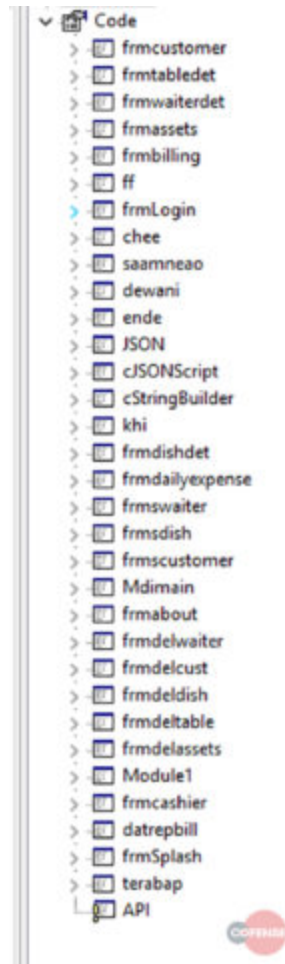 Code
frmcustomer
frmtabledet
frmwaiterdet
frmassets
frmbilling
ff
frmLogin
chee
saamneao
dewani
ende
JSON
cJSONScript
cStringBuilder
khi
frmdishdet
frmdailyexpense
frmswaiter
frmsdish
frmscustomer
Mdimain
frmabout
frmdelwaiter
frmdelcust
frmdeldish
frmdeltable
frmdelassets
Module1
frmcashier
datrepbill
frmSplash
terabap
API
COFENSE